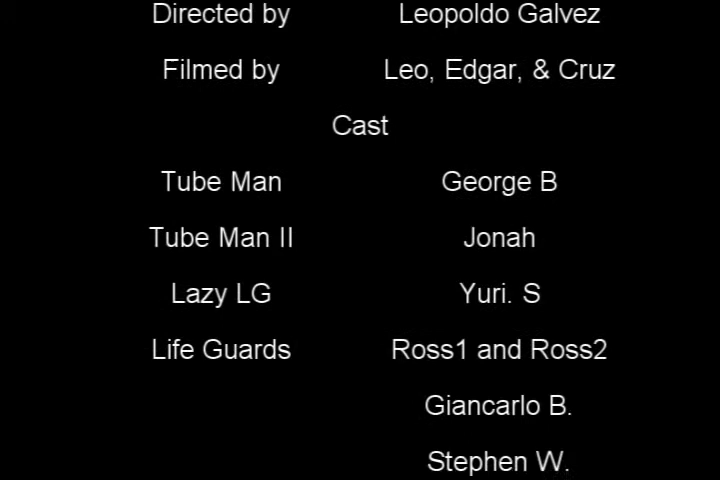 Directed by Leopoldo Galvez
Filmed by Leo, Edgar, & Cruz
Cast
Tube Man George B
Tube Man II Jonah
Lazy LG Yuri. S
Life Guards Ross1 and Ross2
Giancarlo B.
Stephen W.